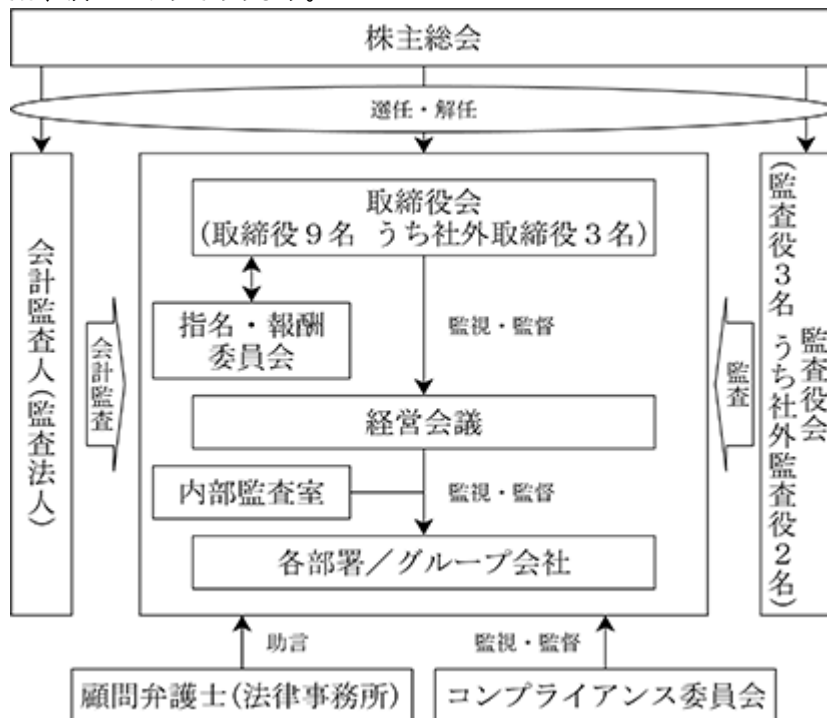 株主総会
選任・解任
会計監査人(監査法人)
会計監査
取締役会
(取締役9名 うち社外取締役3名)
指名・報酬
委員会
監視・監督
経営会議
内部監査室
監視・監督
各部署/グループ会社
監査
監査役会
(監査役3名 うち社外監査役2名)
助言
監視・監督
顧問弁護士(法律事務所)
コンプライアンス委員会